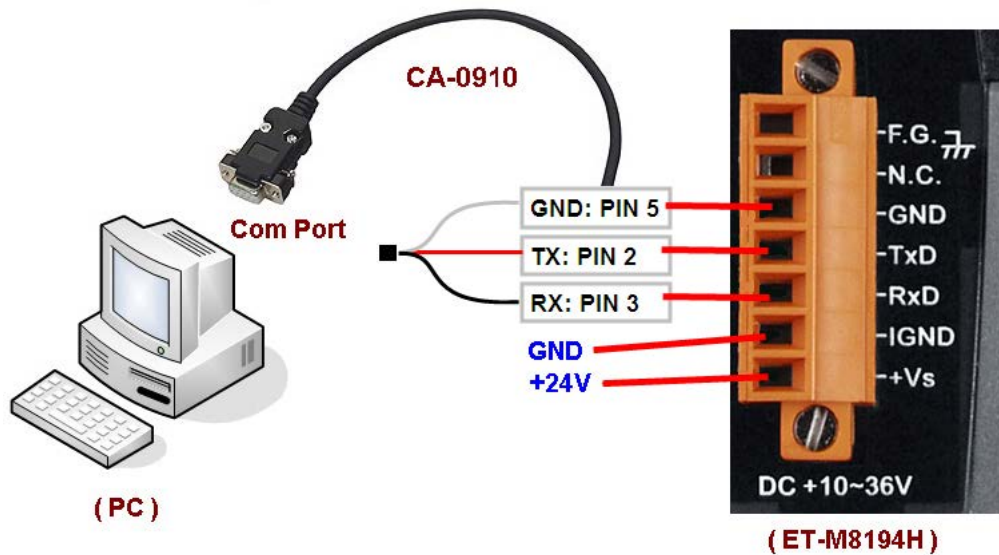 CA-0910
Com Port
GND: PIN 5
TX: PIN 2
RX: PIN 3
GND
+24V
F.G.
N.C.
GND
TxD
RxD
IGND
+Vs
DC +10~36V
( PC )
( ET-M8194H )